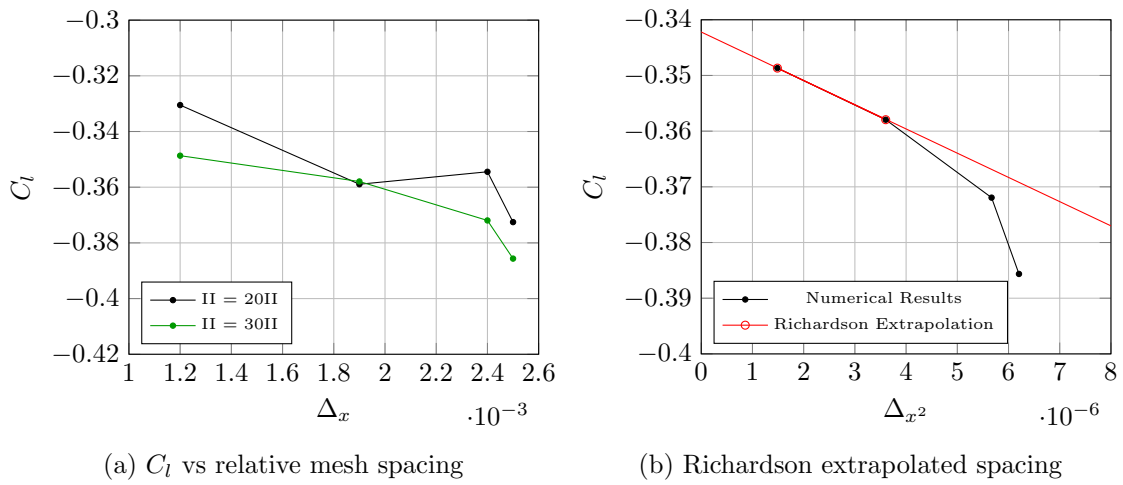 −0.3
−0.32
−0.34
−0.36
−0.38
−0.4
−0.42
C_l
1 1.2 1.4 1.6 1.8 2 2.2 2.4 2.6
Δ_x
·10^{−3}
II = 20II
II = 30II
(a) C_l vs relative mesh spacing
−0.34
−0.35
−0.36
−0.37
−0.38
−0.39
−0.4
C_l
0 1 2 3 4 5 6 7 8
Δ_{x^2}
·10^{−6}
Numerical Results
Richardson Extrapolation
(b) Richardson extrapolated spacing